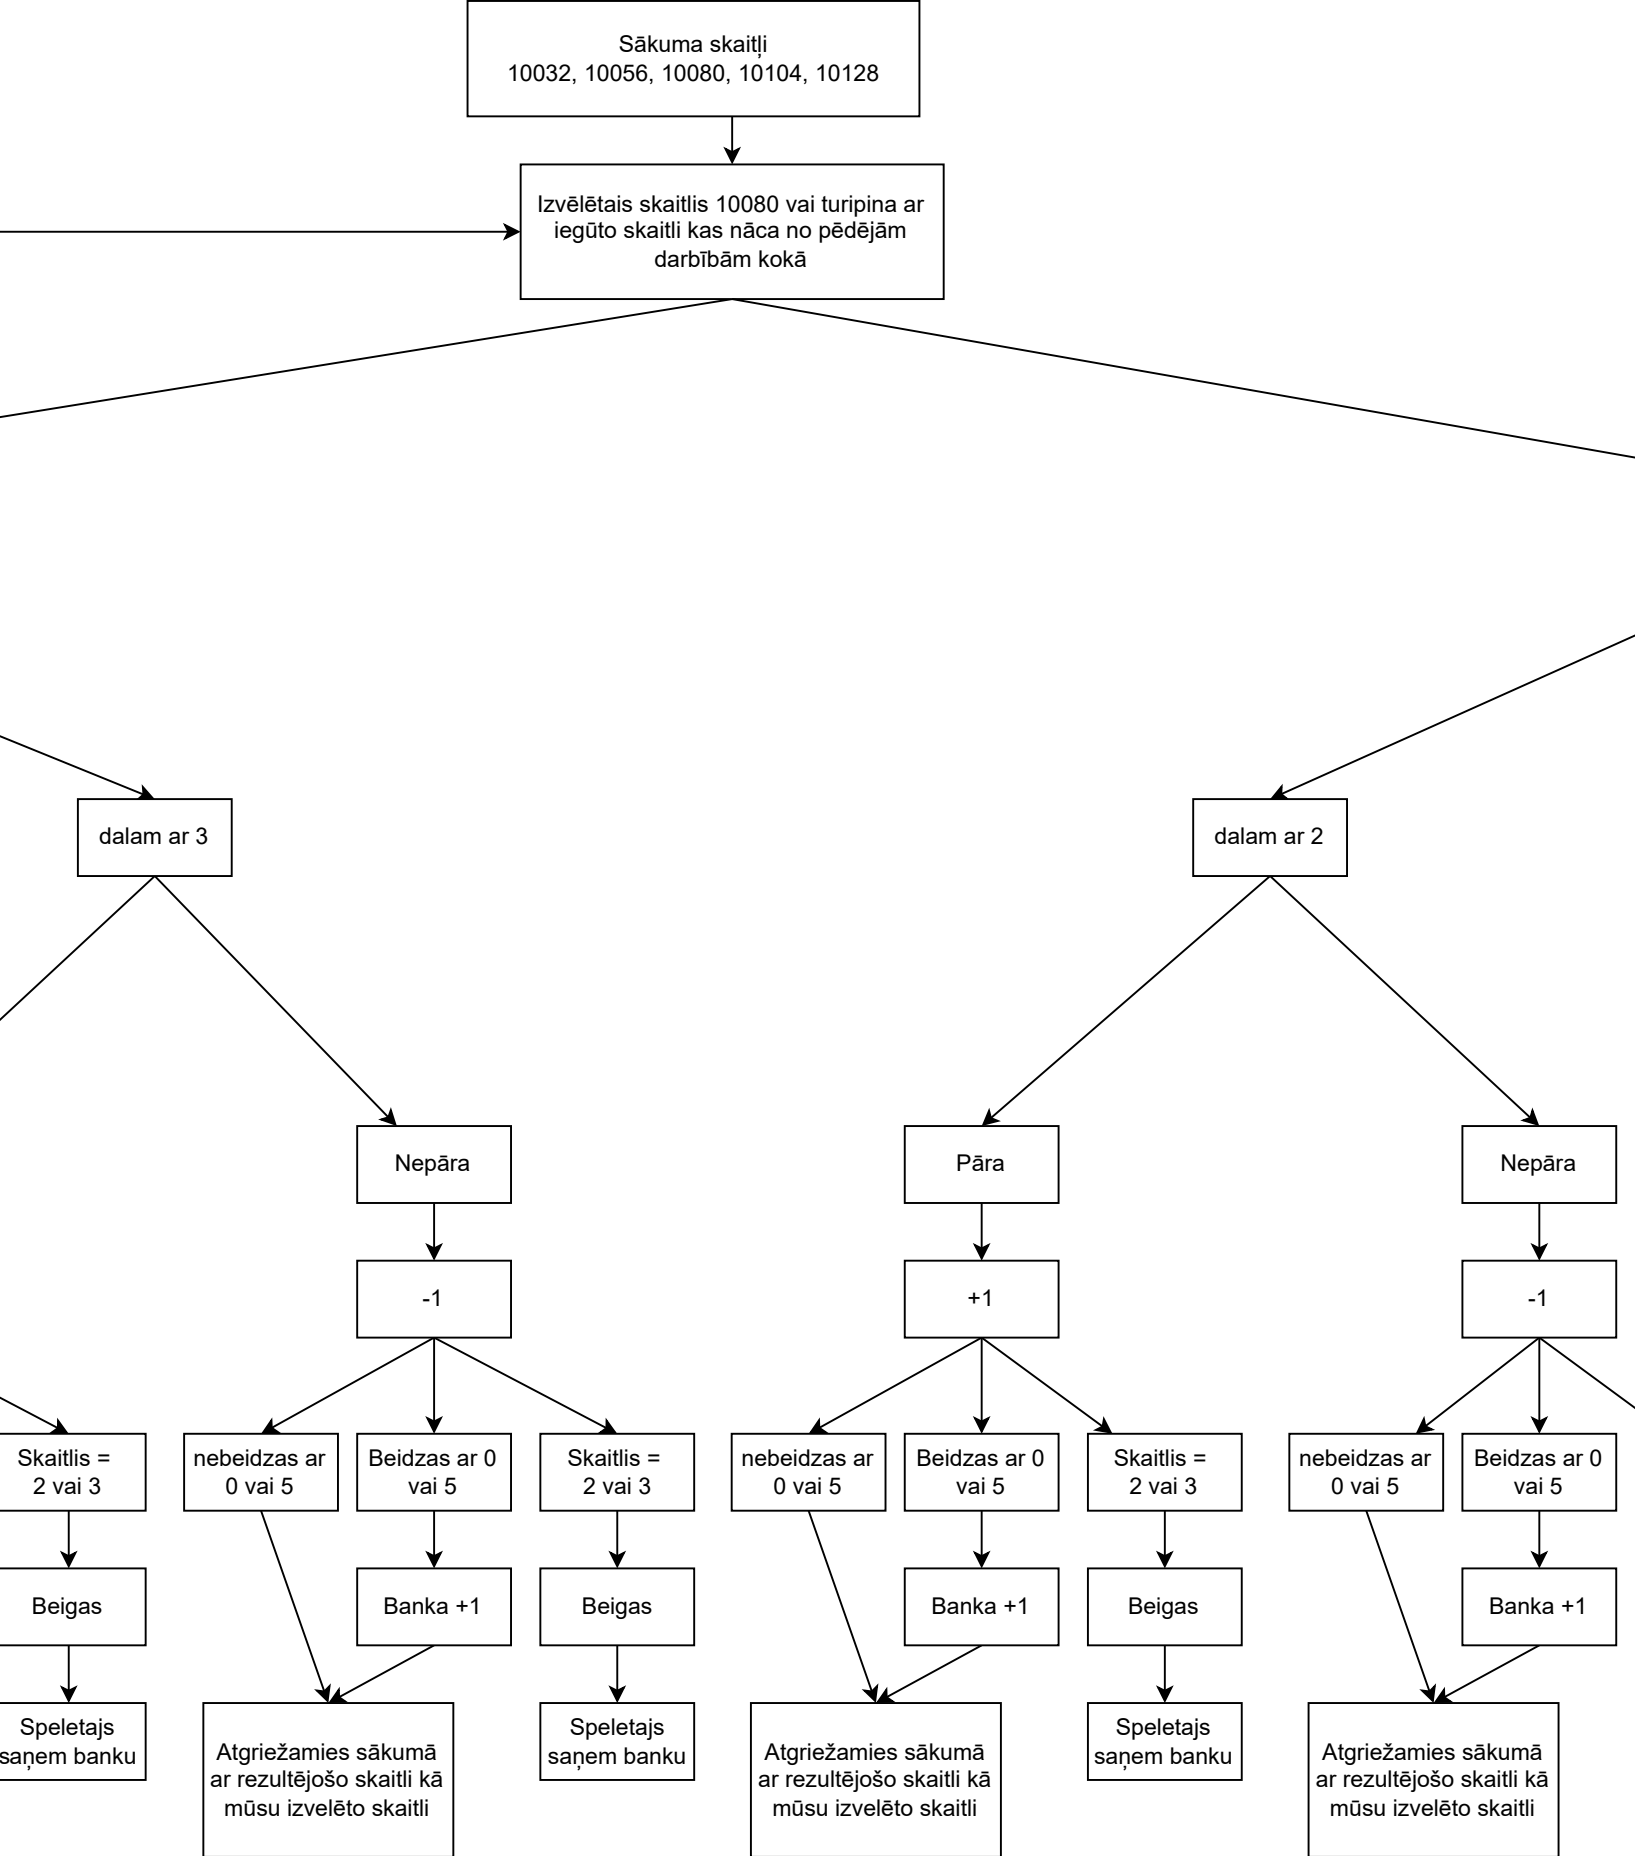 Sākuma skaitļi
10032, 10056, 10080, 10104, 10128
Izvēlētais skaitlis 10080 vai turipina ar
iegūto skaitli kas nāca no pēdējām
darbībām kokā
dalam ar 3
dalam ar 2
Nepāra
Pāra
Nepāra
-1
+1
-1
Skaitlis =
2 vai 3
nebeidzas ar
0 vai 5
Beidzas ar 0
vai 5
Skaitlis =
2 vai 3
nebeidzas ar
0 vai 5
Beidzas ar 0
vai 5
Skaitlis =
2 vai 3
nebeidzas ar
0 vai 5
Beidzas ar 0
vai 5
Beigas
Banka +1
Beigas
Banka +1
Beigas
Banka +1
Speletajs
saņem banku
Atgriežamies sākumā
ar rezultējošo skaitli kā
mūsu izvelēto skaitli
Speletajs
saņem banku
Atgriežamies sākumā
ar rezultējošo skaitli kā
mūsu izvelēto skaitli
Speletajs
saņem banku
Atgriežamies sākumā
ar rezultējošo skaitli kā
mūsu izvelēto skaitli